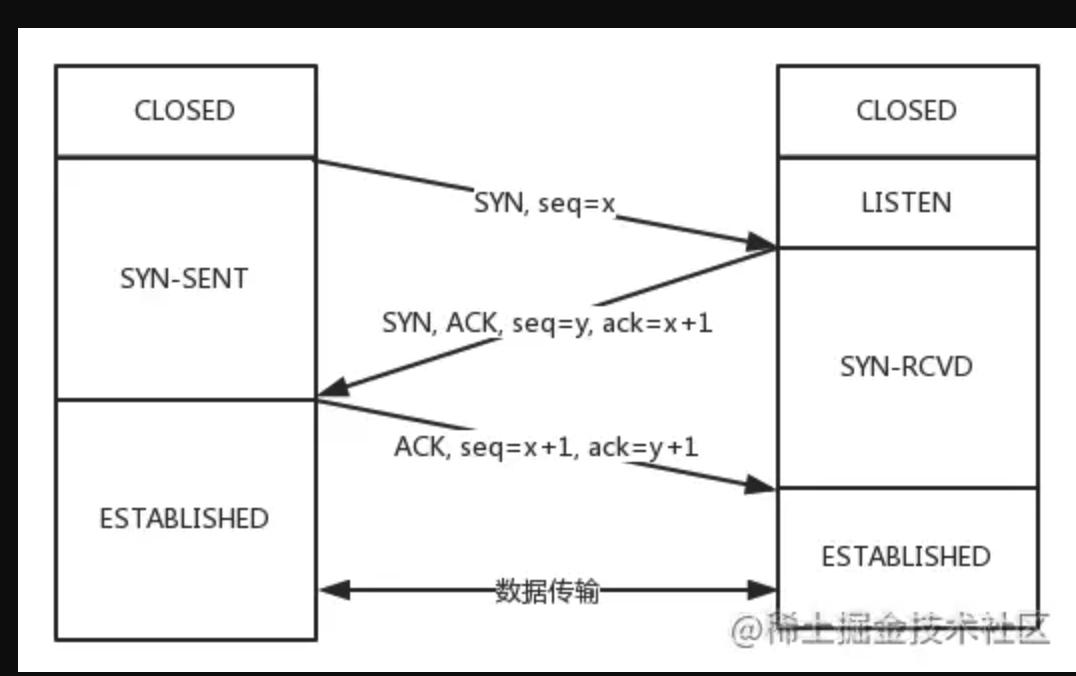 CLOSED
CLOSED
SYN, seq=x
LISTEN
SYN-SENT
SYN, ACK, seq=y, ack=x+1
SYN-RCVD
ACK, seq=x+1, ack=y+1
ESTABLISHED
ESTABLISHED
数据传输
@稀土掘金技术社区